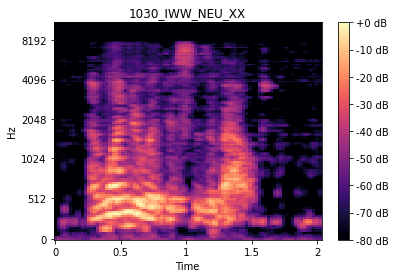 1030_IWW_NEU_XX
+0 dB
8192
-10 dB
4096
-20 dB
-30 dB
2048
-40 dB
Hz
1024
-50 dB
512
-60 dB
-70 dB
0
-80 dB
0 0.5 1 1.5 2
Time